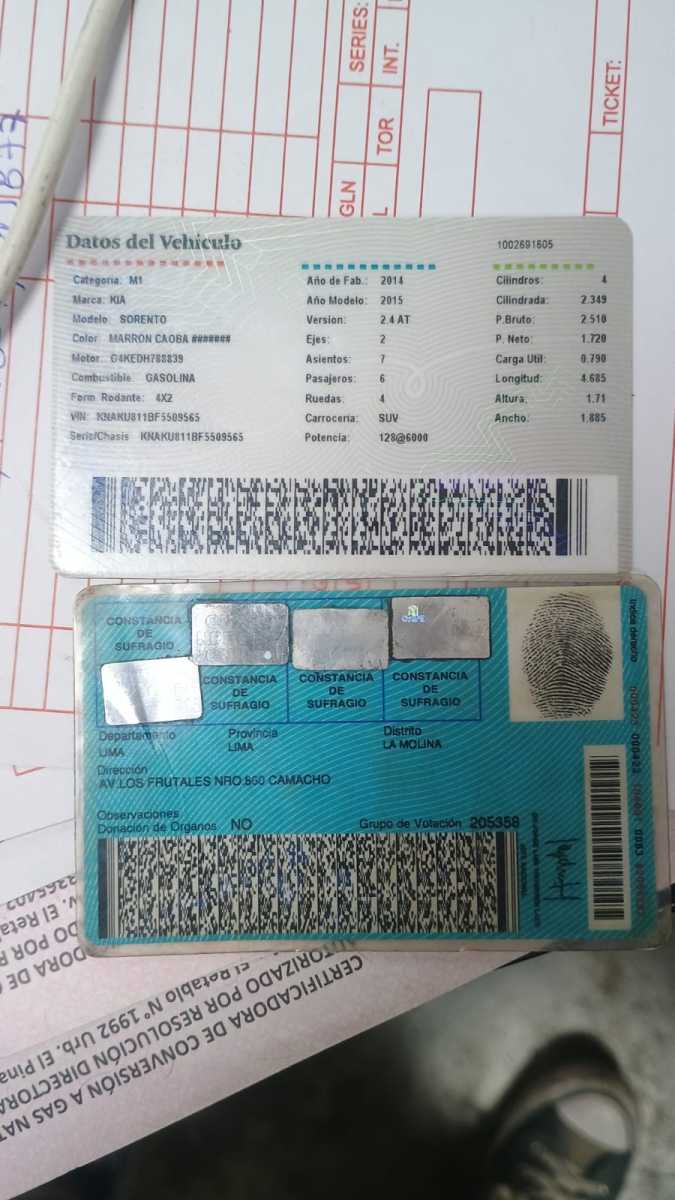 SERIES:
INT.
TICKET:
TOR
GLN
L
Datos del Vehículo
1002691605
Categoria: M1
Marca: KIA
Modelo: SORENTO
Color: MARRON CAOBA #######
Motor: G4KEDH788839
Combustible: GASOLINA
Form Rodante: 4X2
VIN: KNAKU811BF5509565
Serie/Chasis KNAKU811BF5509565
Año de Fab.: 2014
Año Modelo: 2015
Version: 2.4 AT
Ejes: 2
Asientos: 7
Pasajeros: 6
Ruedas: 4
Carroceria: SUV
Potencia: 128@6000
Cilindros: 4
Cilindrada: 2.349
P.Bruto: 2.510
P. Neto: 1.720
Carga Util: 0.790
Longitud: 4.685
Altura: 1.71
Ancho: 1.885
CONSTANCIA
DE
SUFRAGIO
CONSTANCIA
DE
SUFRAGIO
CONSTANCIA
DE
SUFRAGIO
CONSTANCIA
DE
SUFRAGIO
Indice derecho
Departamento
LIMA
Provincia
LIMA
Distrito
LA MOLINA
Dirección
AV.LOS FRUTALES NRO.860 CAMACHO
Observaciones
Donación de Organos NO
Grupo de Votación 205358
CERTIFICADORA DE CONVERSIÓN A GAS NAT
AUTORIZADO POR RESOLUCIÓN DIRECTORA
El Retablo N° 1992 Urb. El Pina